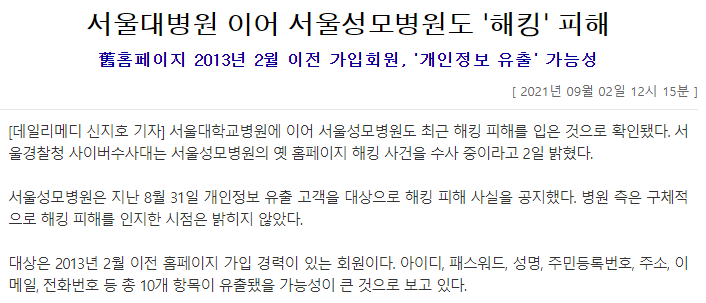 서울대병원 이어 서울성모병원도 '해킹' 피해
舊홈페이지 2013년 2월 이전 가입회원, '개인정보 유출' 가능성
[ 2021년 09월 02일 12시 15분 ]
[데일리메디 신지호 기자] 서울대학교병원에 이어 서울성모병원도 최근 해킹 피해를 입은 것으로 확인됐다. 서
울경찰청 사이버수사대는 서울성모병원의 옛 홈페이지 해킹 사건을 수사 중이라고 2일 밝혔다.
서울성모병원은 지난 8월 31일 개인정보 유출 고객을 대상으로 해킹 피해 사실을 공지했다. 병원 측은 구체적
으로 해킹 피해를 인지한 시점은 밝히지 않았다.
대상은 2013년 2월 이전 홈페이지 가입 경력이 있는 회원이다. 아이디, 패스워드, 성명, 주민등록번호, 주소, 이
메일, 전화번호 등 총 10개 항목이 유출됐을 가능성이 큰 것으로 보고 있다.